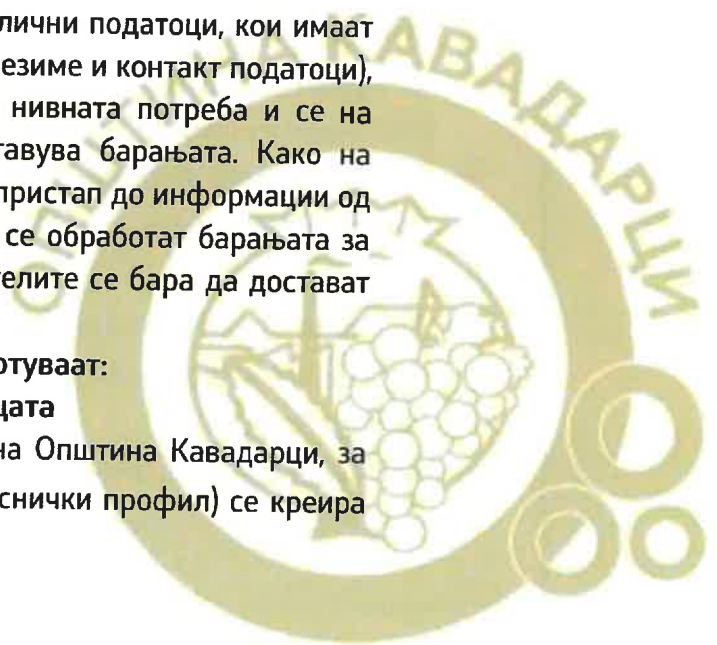 лични податоци, кои имаат
езиме и контакт податоци),
нивната потреба и се на
тавува барањата. Како на
пристап до информации од
се обработат барањата за
телите се бара да достават
отуваат:
цата
на Општина Кавадарци, за
снички профил) се креира
ОПШТИНА КАВАДАРЦИ